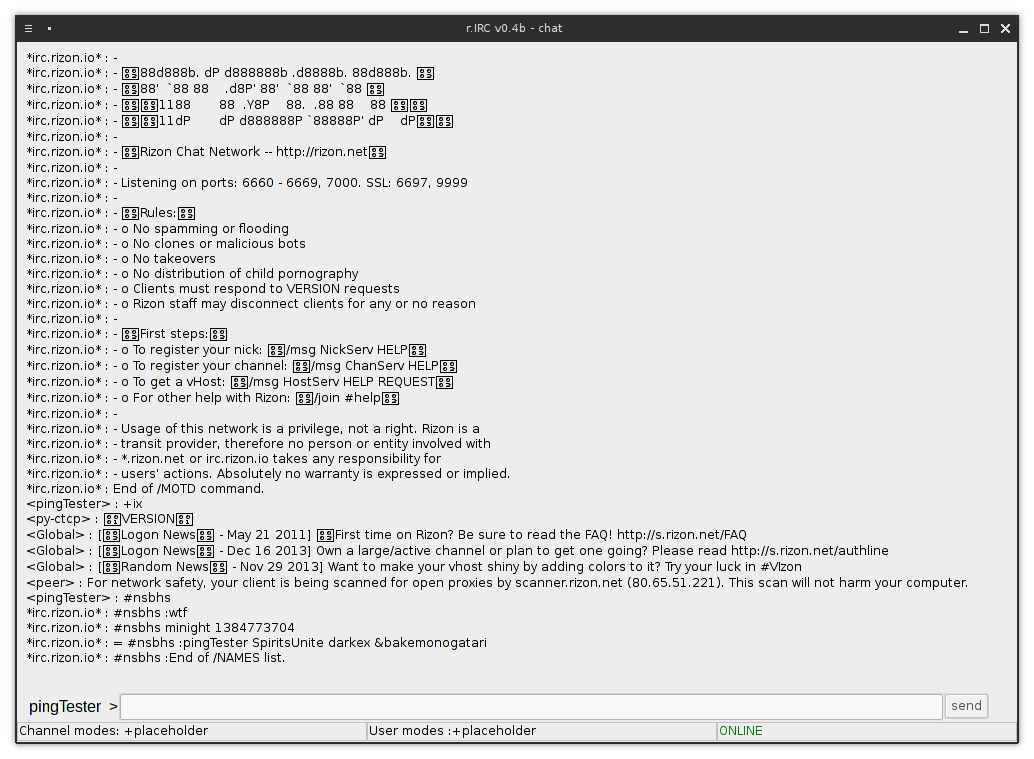 r.IRC v0.4b - chat
*irc.rizon.io* : -
*irc.rizon.io* : - 88d888b. dP d888888b .d8888b. 88d888b.
*irc.rizon.io* : - 88' `88 88 .d8P' 88' `88 88' `88
*irc.rizon.io* : - 1188 88 .Y8P 88. .88 88 88
*irc.rizon.io* : - 11dP dP d888888P `88888P' dP dP
*irc.rizon.io* : -
*irc.rizon.io* : - Rizon Chat Network -- http://rizon.net
*irc.rizon.io* : -
*irc.rizon.io* : - Listening on ports: 6660 - 6669, 7000. SSL: 6697, 9999
*irc.rizon.io* : -
*irc.rizon.io* : - Rules:
*irc.rizon.io* : - o No spamming or flooding
*irc.rizon.io* : - o No clones or malicious bots
*irc.rizon.io* : - o No takeovers
*irc.rizon.io* : - o No distribution of child pornography
*irc.rizon.io* : - o Clients must respond to VERSION requests
*irc.rizon.io* : - o Rizon staff may disconnect clients for any or no reason
*irc.rizon.io* : -
*irc.rizon.io* : - First steps:
*irc.rizon.io* : - o To register your nick: /msg NickServ HELP
*irc.rizon.io* : - o To register your channel: /msg ChanServ HELP
*irc.rizon.io* : - o To get a vHost: /msg HostServ HELP REQUEST
*irc.rizon.io* : - o For other help with Rizon: /join #help
*irc.rizon.io* : -
*irc.rizon.io* : - Usage of this network is a privilege, not a right. Rizon is a
*irc.rizon.io* : - transit provider, therefore no person or entity involved with
*irc.rizon.io* : - *.rizon.net or irc.rizon.io takes any responsibility for
*irc.rizon.io* : - users' actions. Absolutely no warranty is expressed or implied.
*irc.rizon.io* : End of /MOTD command.
<pingTester> : +ix
<py-ctcp> : VERSION
<Global> : [Logon News - May 21 2011] First time on Rizon? Be sure to read the FAQ! http://s.rizon.net/FAQ
<Global> : [Logon News - Dec 16 2013] Own a large/active channel or plan to get one going? Please read http://s.rizon.net/authline
<Global> : [Random News - Nov 29 2013] Want to make your vhost shiny by adding colors to it? Try your luck in #VIzon
<peer> : For network safety, your client is being scanned for open proxies by scanner.rizon.net (80.65.51.221). This scan will not harm your computer.
<pingTester> : #nsbhs
*irc.rizon.io* : #nsbhs :wtf
*irc.rizon.io* : #nsbhs minight 1384773704
*irc.rizon.io* : = #nsbhs :pingTester SpiritsUnite darkex &bakemonogatari
*irc.rizon.io* : #nsbhs :End of /NAMES list.
pingTester > send
Channel modes: +placeholder User modes :+placeholder ONLINE